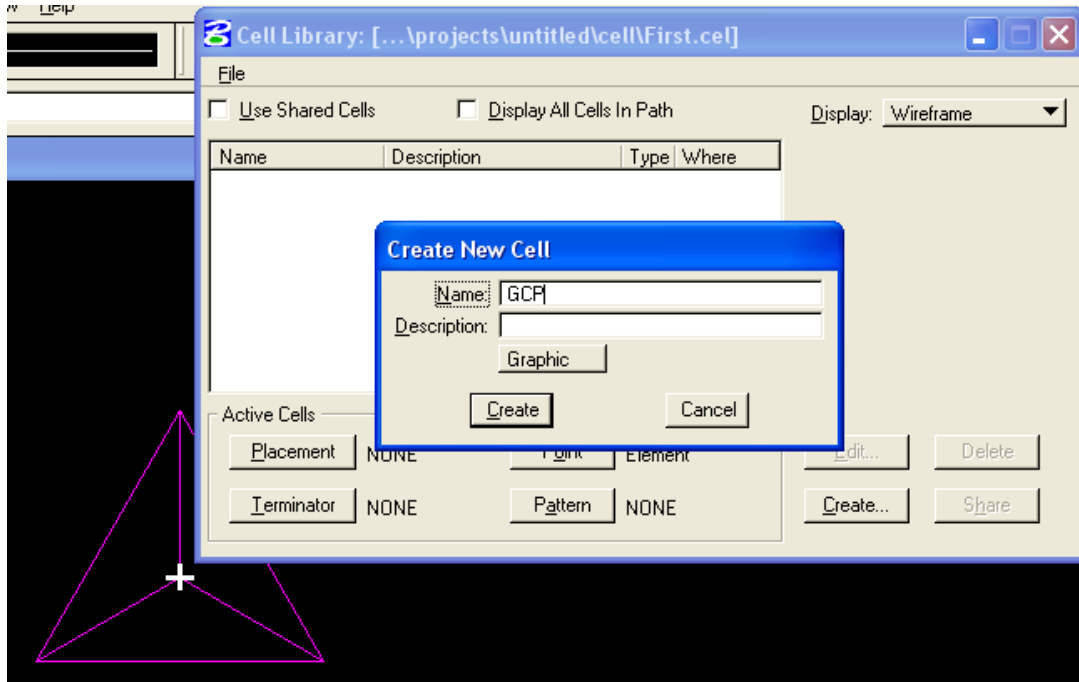 Help
Cell Library: [...\projects\untitled\cell\First.cel]
File
Use Shared Cells Display All Cells In Path Display: Wireframe
Name Description Type Where
Create New Cell
Name: GCP
Description:
Graphic
Create Cancel
Active Cells
Placement NONE Point Element Edit... Delete
Terminator NONE Pattern NONE Create... Share